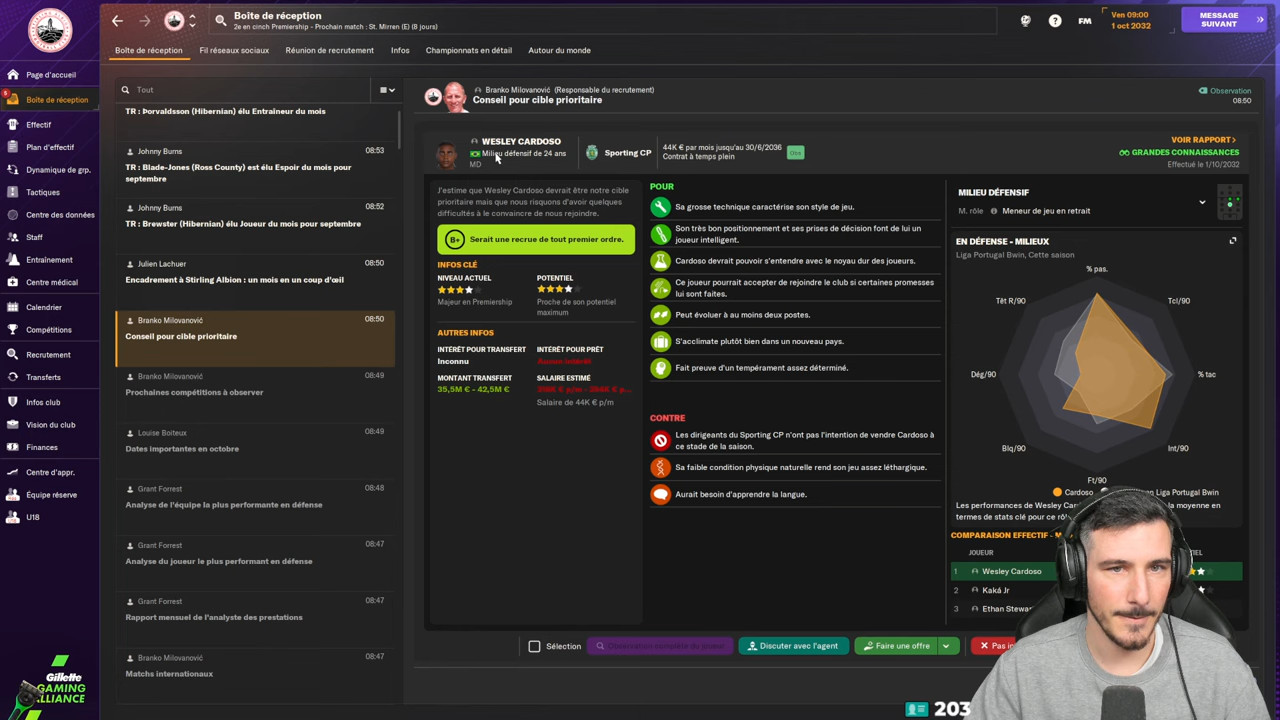 Boîte de réception
2e en cinch Premiership - Prochain match : St. Mirren (E) (8 jours)
FM
Ven 09:00
1 oct 2032
MESSAGE
SUIVANT
Boîte de réception
Fil réseaux sociaux
Réunion de recrutement
Infos
Championnats en détail
Autour du monde
Page d'accueil
5
Boîte de réception
Effectif
Plan d'effectif
Dynamique de grp.
Tactiques
Centre des données
Staff
Entraînement
Centre médical
Calendrier
Compétitions
Recrutement
Transferts
Infos club
Vision du club
Finances
Centre d'appr.
Équipe réserve
U18
Gillette
GAMING
ALLIANCE
Tout
TR : Þorvaldsson (Hibernian) élu Entraîneur du mois
Johnny Burns
08:53
TR : Blade-Jones (Ross County) est élu Espoir du mois pour
septembre
Johnny Burns
08:52
TR : Brewster (Hibernian) élu Joueur du mois pour septembre
Julien Lachuer
08:50
Encadrement à Stirling Albion : un mois en un coup d'œil
Branko Milovanović
08:50
Conseil pour cible prioritaire
Branko Milovanović
08:49
Prochaines compétitions à observer
Louise Boiteux
08:49
Dates importantes en octobre
Grant Forrest
08:48
Analyse de l'équipe la plus performante en défense
Grant Forrest
08:47
Analyse du joueur le plus performant en défense
Grant Forrest
08:47
Rapport mensuel de l'analyse des prestations
Branko Milovanović
08:47
Matchs internationaux
Branko Milovanović (Responsable du recrutement)
Conseil pour cible prioritaire
Observation
08:50
WESLEY CARDOSO
Milieu défensif de 24 ans
MD
Sporting CP
44K € par mois jusqu'au 30/6/2036
Contrat à temps plein
Obs
VOIR RAPPORT >
GRANDES CONNAISSANCES
Effectué le 1/10/2032
J'estime que Wesley Cardoso devrait être notre cible
prioritaire mais que nous risquons d'avoir quelques
difficultés à le convaincre de nous rejoindre.
B+
Serait une recrue de tout premier ordre.
INFOS CLÉ
NIVEAU ACTUEL
POTENTIEL
Majeur en Premiership
Proche de son potentiel
maximum
AUTRES INFOS
INTÉRÊT POUR TRANSFERT
Inconnu
INTÉRÊT POUR PRÊT
Aucun intérêt
MONTANT TRANSFERT
35,5M € - 42,5M €
SALAIRE ESTIMÉ
Salaire de 44K € p/m
POUR
Sa grosse technique caractérise son style de jeu.
Son très bon positionnement et ses prises de décision font de lui un
joueur intelligent.
Cardoso devrait pouvoir s'entendre avec le noyau dur des joueurs.
Ce joueur pourrait accepter de rejoindre le club si certaines promesses
lui sont faites.
Peut évoluer à au moins deux postes.
S'acclimate plutôt bien dans un nouveau pays.
Fait preuve d'un tempérament assez déterminé.
CONTRE
Les dirigeants du Sporting CP n'ont pas l'intention de vendre Cardoso à
ce stade de la saison.
Sa faible condition physique naturelle rend son jeu assez léthargique.
Aurait besoin d'apprendre la langue.
MILIEU DÉFENSIF
M. rôle
Meneur de jeu en retrait
EN DÉFENSE - MILIEUX
Liga Portugal Bwin, Cette saison
% pas.
Têt R/90
Tcl/90
Dég/90
% tac
Blq/90
Int/90
Ft/90
Cardoso
en Liga Portugal Bwin
Les performances de Wesley
la moyenne en
termes de stats clé pour ce rôl
COMPARAISON EFFECTIF - M
JOUEUR
1 Wesley Cardoso
2 Kaká Jr
3 Ethan Stewar
Sélection
Observation complète du joueur
Discuter avec l'agent
Faire une offre
203